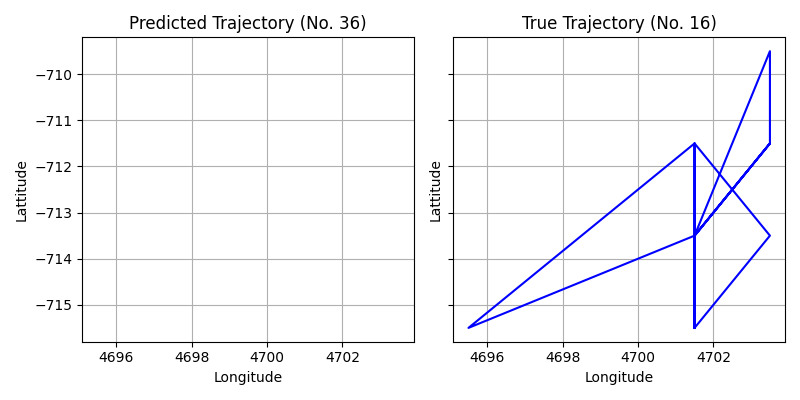 Predicted Trajectory (No. 36)
True Trajectory (No. 16)
−710
−711
−712
−713
−714
−715
Lattitude
Lattitude
4696
4698
4700
4702
4696
4698
4700
4702
Longitude
Longitude